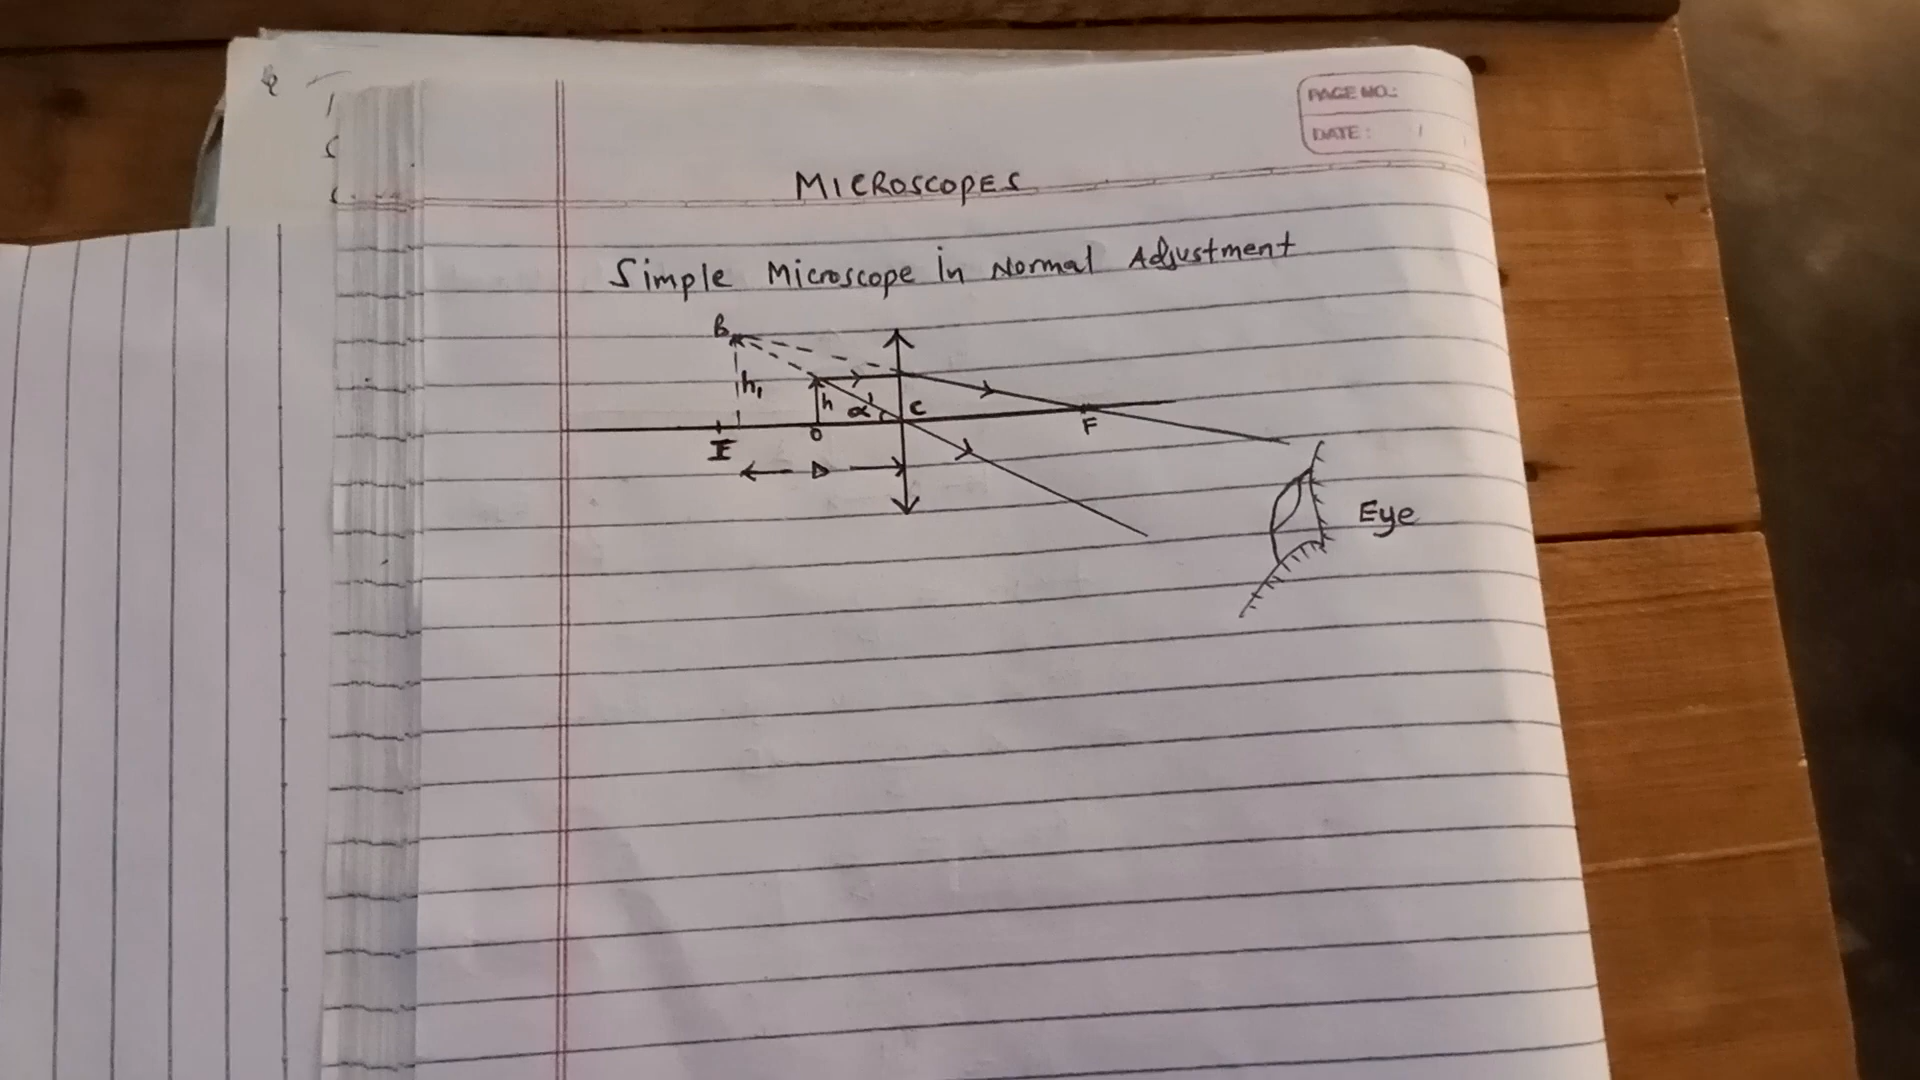 PAGE NO.:
DATE: / /
MICROSCOPES
Simple Microscope in Normal Adjustment
B
h₁
h
α'
C
I
O
F
D
Eye